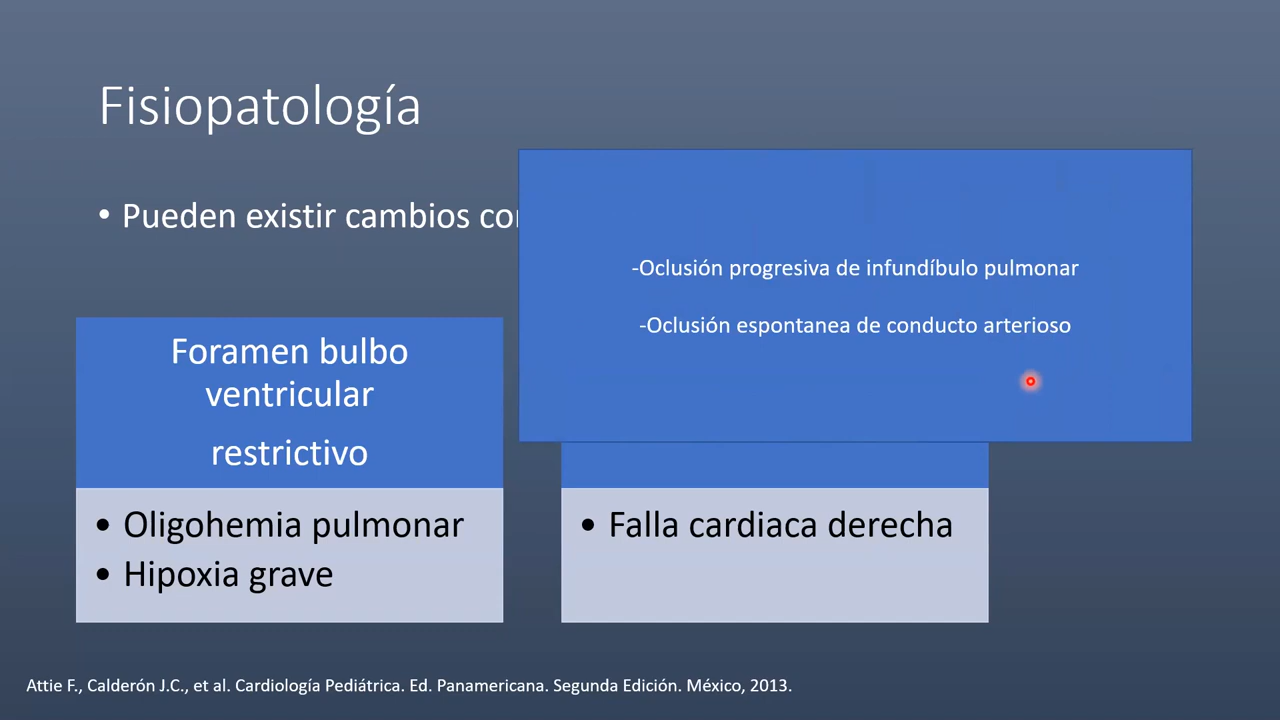 Fisiopatología
• Pueden existir cambios co
-Oclusión progresiva de infundíbulo pulmonar
-Oclusión espontanea de conducto arterioso
Foramen bulbo
ventricular
restrictivo
• Oligohemia pulmonar
• Hipoxia grave
• Falla cardiaca derecha
Attie F., Calderón J.C., et al. Cardiología Pediátrica. Ed. Panamericana. Segunda Edición. México, 2013.